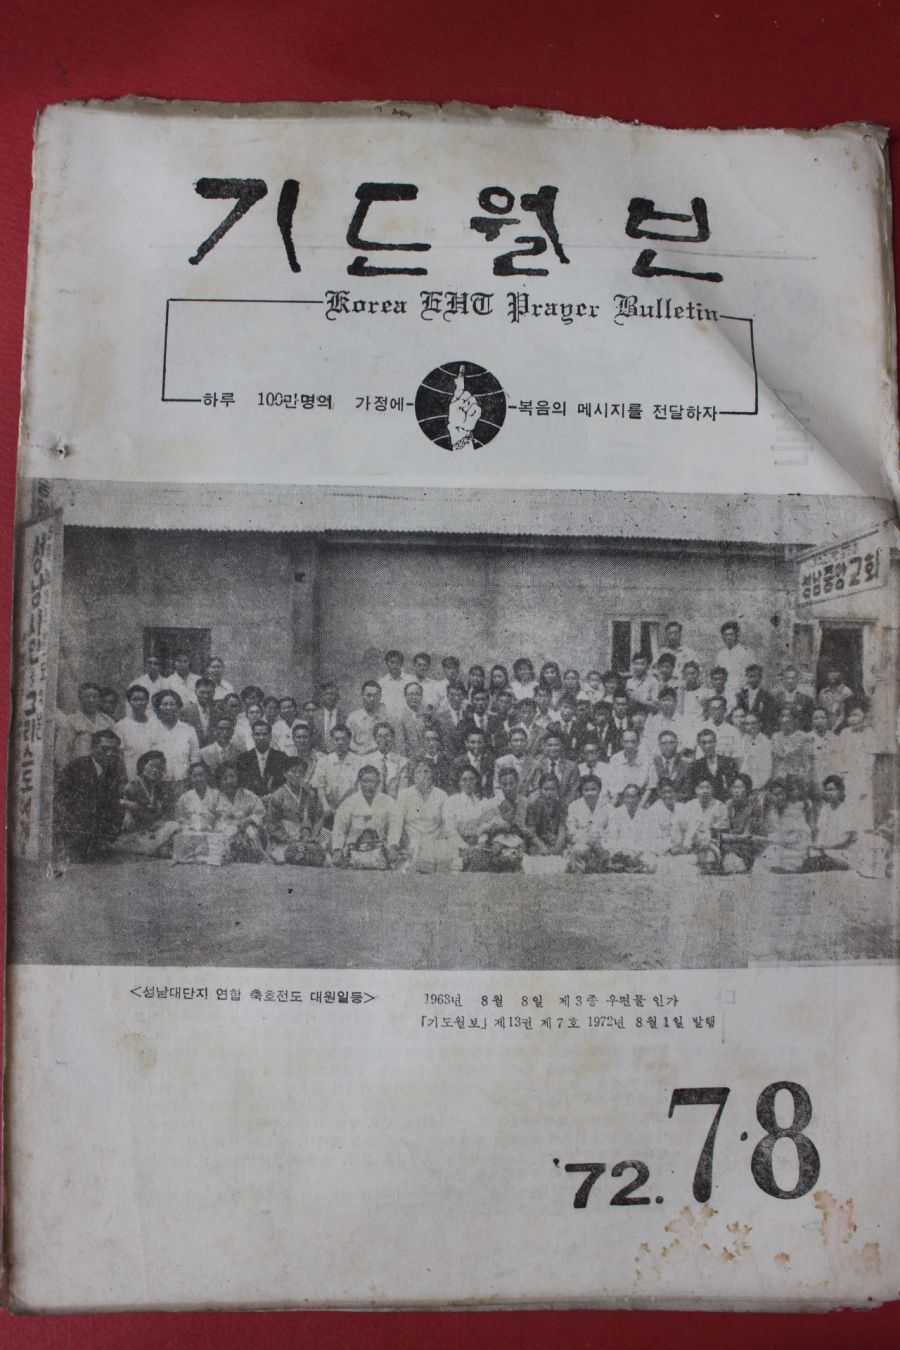 기도월보
Korea EHT Prayer Bulletin
하루 100만명의 가정에 복음의 메시지를 전달하자
성남중앙교회
<성남대단지 연합 축호전도 대원일동>
1963년 8월 8일 제3종 우편물 인가
「기도월보」 제13권 제7호 1972년 8월1일 발행
'72. 7·8